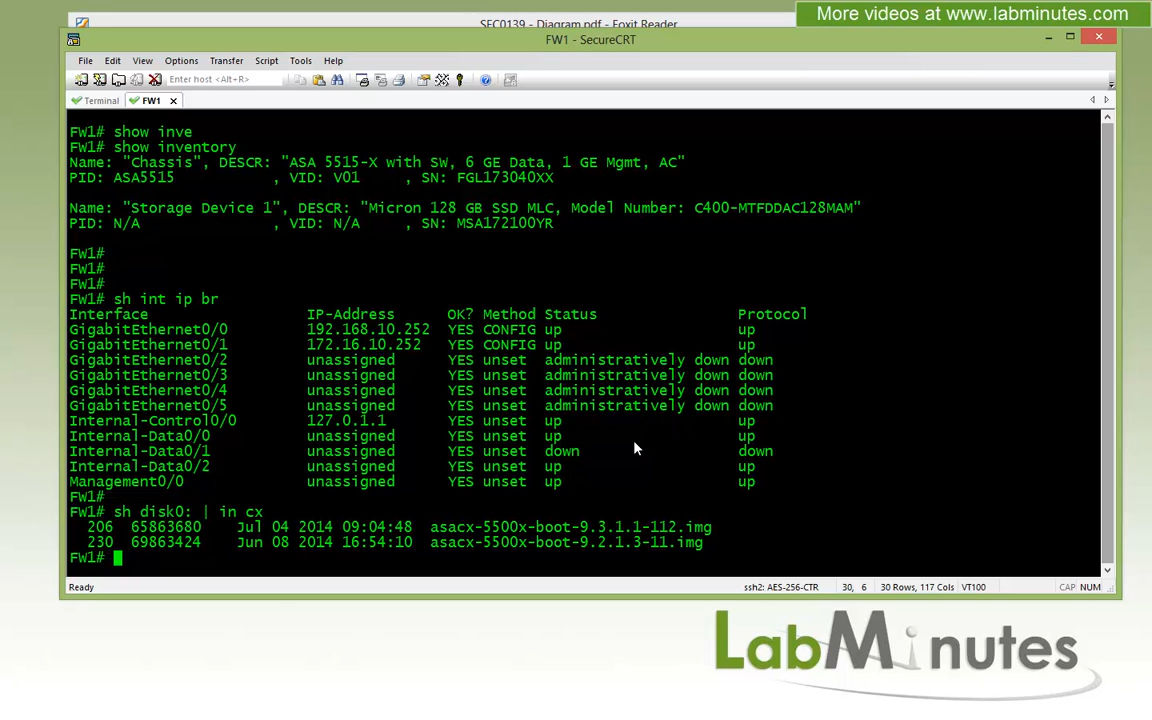 More videos at www.labminutes.com
SEC0139 - Diagram.pdf - Foxit Reader
FW1 - SecureCRT
File Edit View Options Transfer Script Tools Help
Enter host <Alt+R>
Terminal FW1
FW1# show inve
FW1# show inventory
Name: "Chassis", DESCR: "ASA 5515-X with SW, 6 GE Data, 1 GE Mgmt, AC"
PID: ASA5515 , VID: V01 , SN: FGL173040XX
Name: "Storage Device 1", DESCR: "Micron 128 GB SSD MLC, Model Number: C400-MTFDDAC128MAM"
PID: N/A , VID: N/A , SN: MSA172100YR
FW1#
FW1#
FW1#
FW1# sh int ip br
Interface IP-Address OK? Method Status Protocol
GigabitEthernet0/0 192.168.10.252 YES CONFIG up up
GigabitEthernet0/1 172.16.10.252 YES CONFIG up up
GigabitEthernet0/2 unassigned YES unset administratively down down
GigabitEthernet0/3 unassigned YES unset administratively down down
GigabitEthernet0/4 unassigned YES unset administratively down down
GigabitEthernet0/5 unassigned YES unset administratively down down
Internal-Control0/0 127.0.1.1 YES unset up up
Internal-Data0/0 unassigned YES unset up up
Internal-Data0/1 unassigned YES unset down down
Internal-Data0/2 unassigned YES unset up up
Management0/0 unassigned YES unset up up
FW1#
FW1# sh disk0: | in cx
206 65863680 Jul 04 2014 09:04:48 asacx-5500x-boot-9.3.1.1-112.img
230 69863424 Jun 08 2014 16:54:10 asacx-5500x-boot-9.2.1.3-11.img
FW1#
Ready ssh2: AES-256-CTR 30, 6 30 Rows, 117 Cols VT100 CAP NUM
LabMinutes